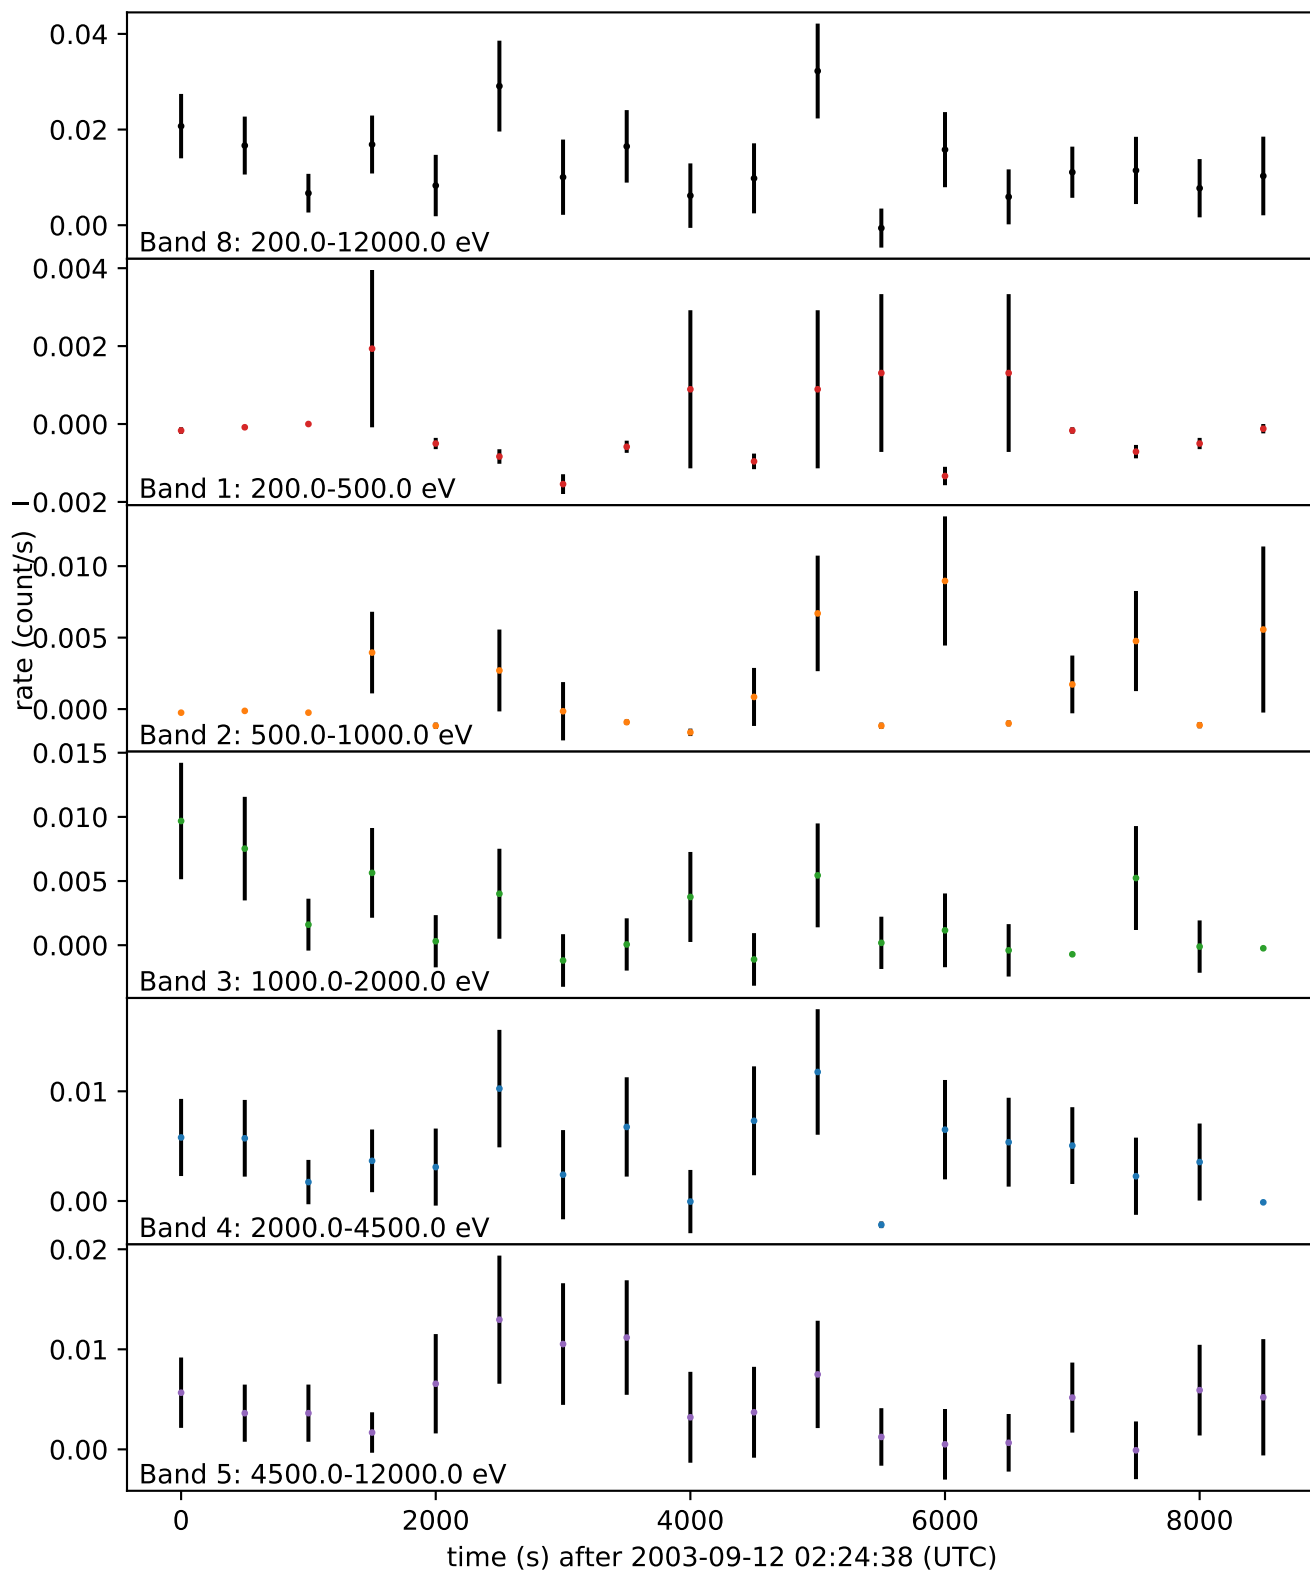 0.04
0.02
0.00
Band 8: 200.0-12000.0 eV
0.004
0.002
0.000
−0.002
Band 1: 200.0-500.0 eV
rate (count/s)
0.010
0.005
0.000
Band 2: 500.0-1000.0 eV
0.015
0.010
0.005
0.000
Band 3: 1000.0-2000.0 eV
0.01
0.00
Band 4: 2000.0-4500.0 eV
0.02
0.01
0.00
Band 5: 4500.0-12000.0 eV
0 2000 4000 6000 8000
time (s) after 2003-09-12 02:24:38 (UTC)